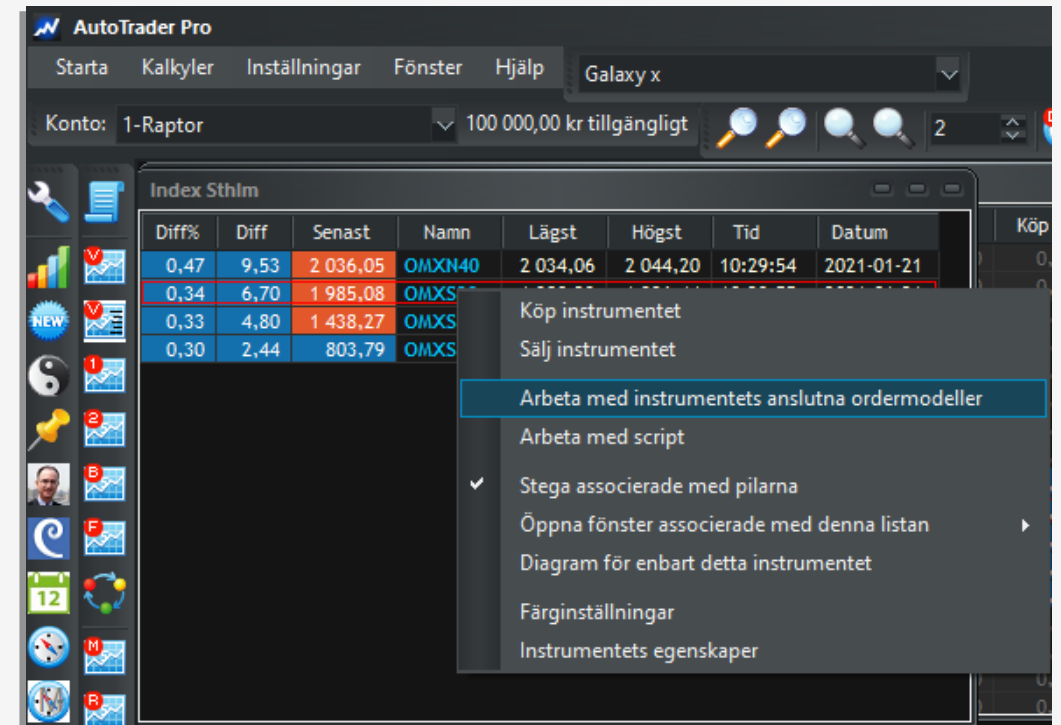 AutoTrader Pro
Starta Kalkyler Inställningar Fönster Hjälp Galaxy x
Konto: 1-Raptor 100 000,00 kr tillgängligt 2
Index Sthlm
Diff% Diff Senast Namn Lägst Högst Tid Datum Köp
0,47 9,53 2 036,05 OMXN40 2 034,06 2 044,20 10:29:54 2021-01-21
0,34 6,70 1 985,08
0,33 4,80 1 438,27 OMXS
0,30 2,44 803,79 OMXS
Köp instrumentet
Sälj instrumentet
Arbeta med instrumentets anslutna ordermodeller
Arbeta med script
Stega associerade med pilarna
Öppna fönster associerade med denna listan
Diagram för enbart detta instrumentet
Färginställningar
Instrumentets egenskaper
V
NEW V
1
2
B
F
12
M
R